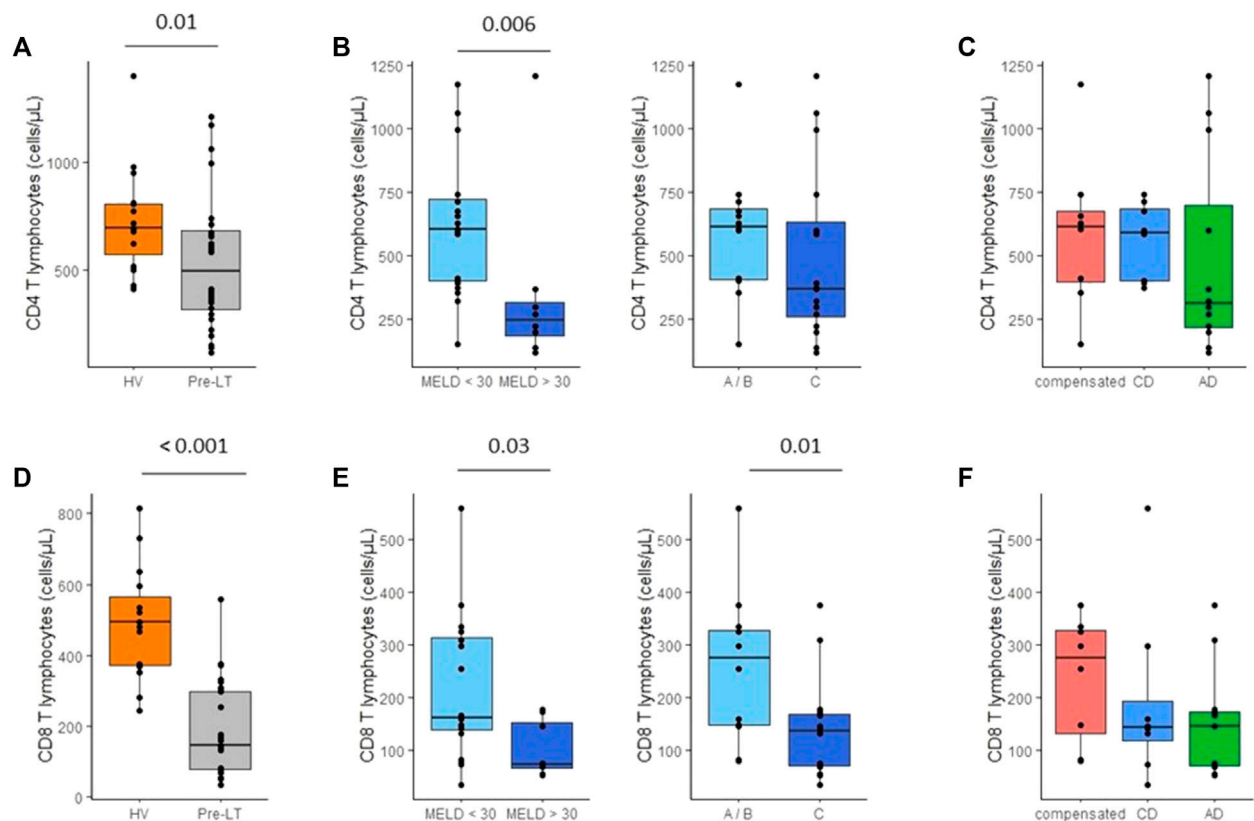 A
0.01
CD4 T lymphocytes (cells/µL)
1000
500
HV Pre-LT
B
0.006
CD4 T lymphocytes (cells/µL)
1250
1000
750
500
250
MELD < 30 MELD > 30
CD4 T lymphocytes (cells/µL)
1250
1000
750
500
250
A / B C
C
CD4 T lymphocytes (cells/µL)
1250
1000
750
500
250
compensated CD AD
D
< 0.001
CD8 T lymphocytes (cells/µL)
800
600
400
200
0
HV Pre-LT
E
0.03
CD8 T lymphocytes (cells/µL)
500
400
300
200
100
MELD < 30 MELD > 30
0.01
CD8 T lymphocytes (cells/µL)
500
400
300
200
100
A / B C
F
CD8 T lymphocytes (cells/µL)
500
400
300
200
100
compensated CD AD